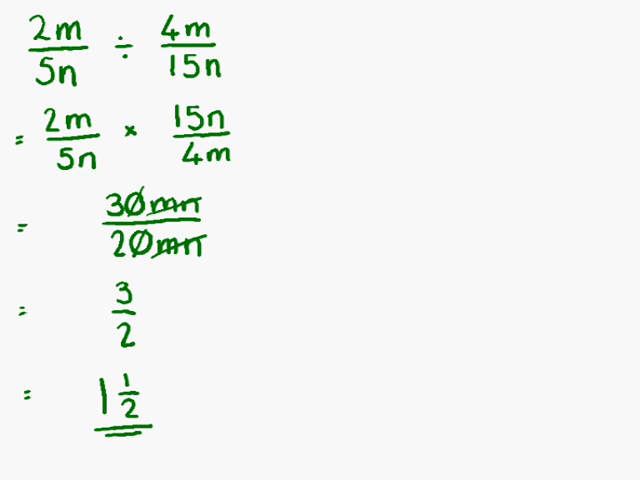 2m/5n ÷ 4m/15n
= 2m/5n × 15n/4m
= 30mn/20mn
= 3/2
= 1 1/2